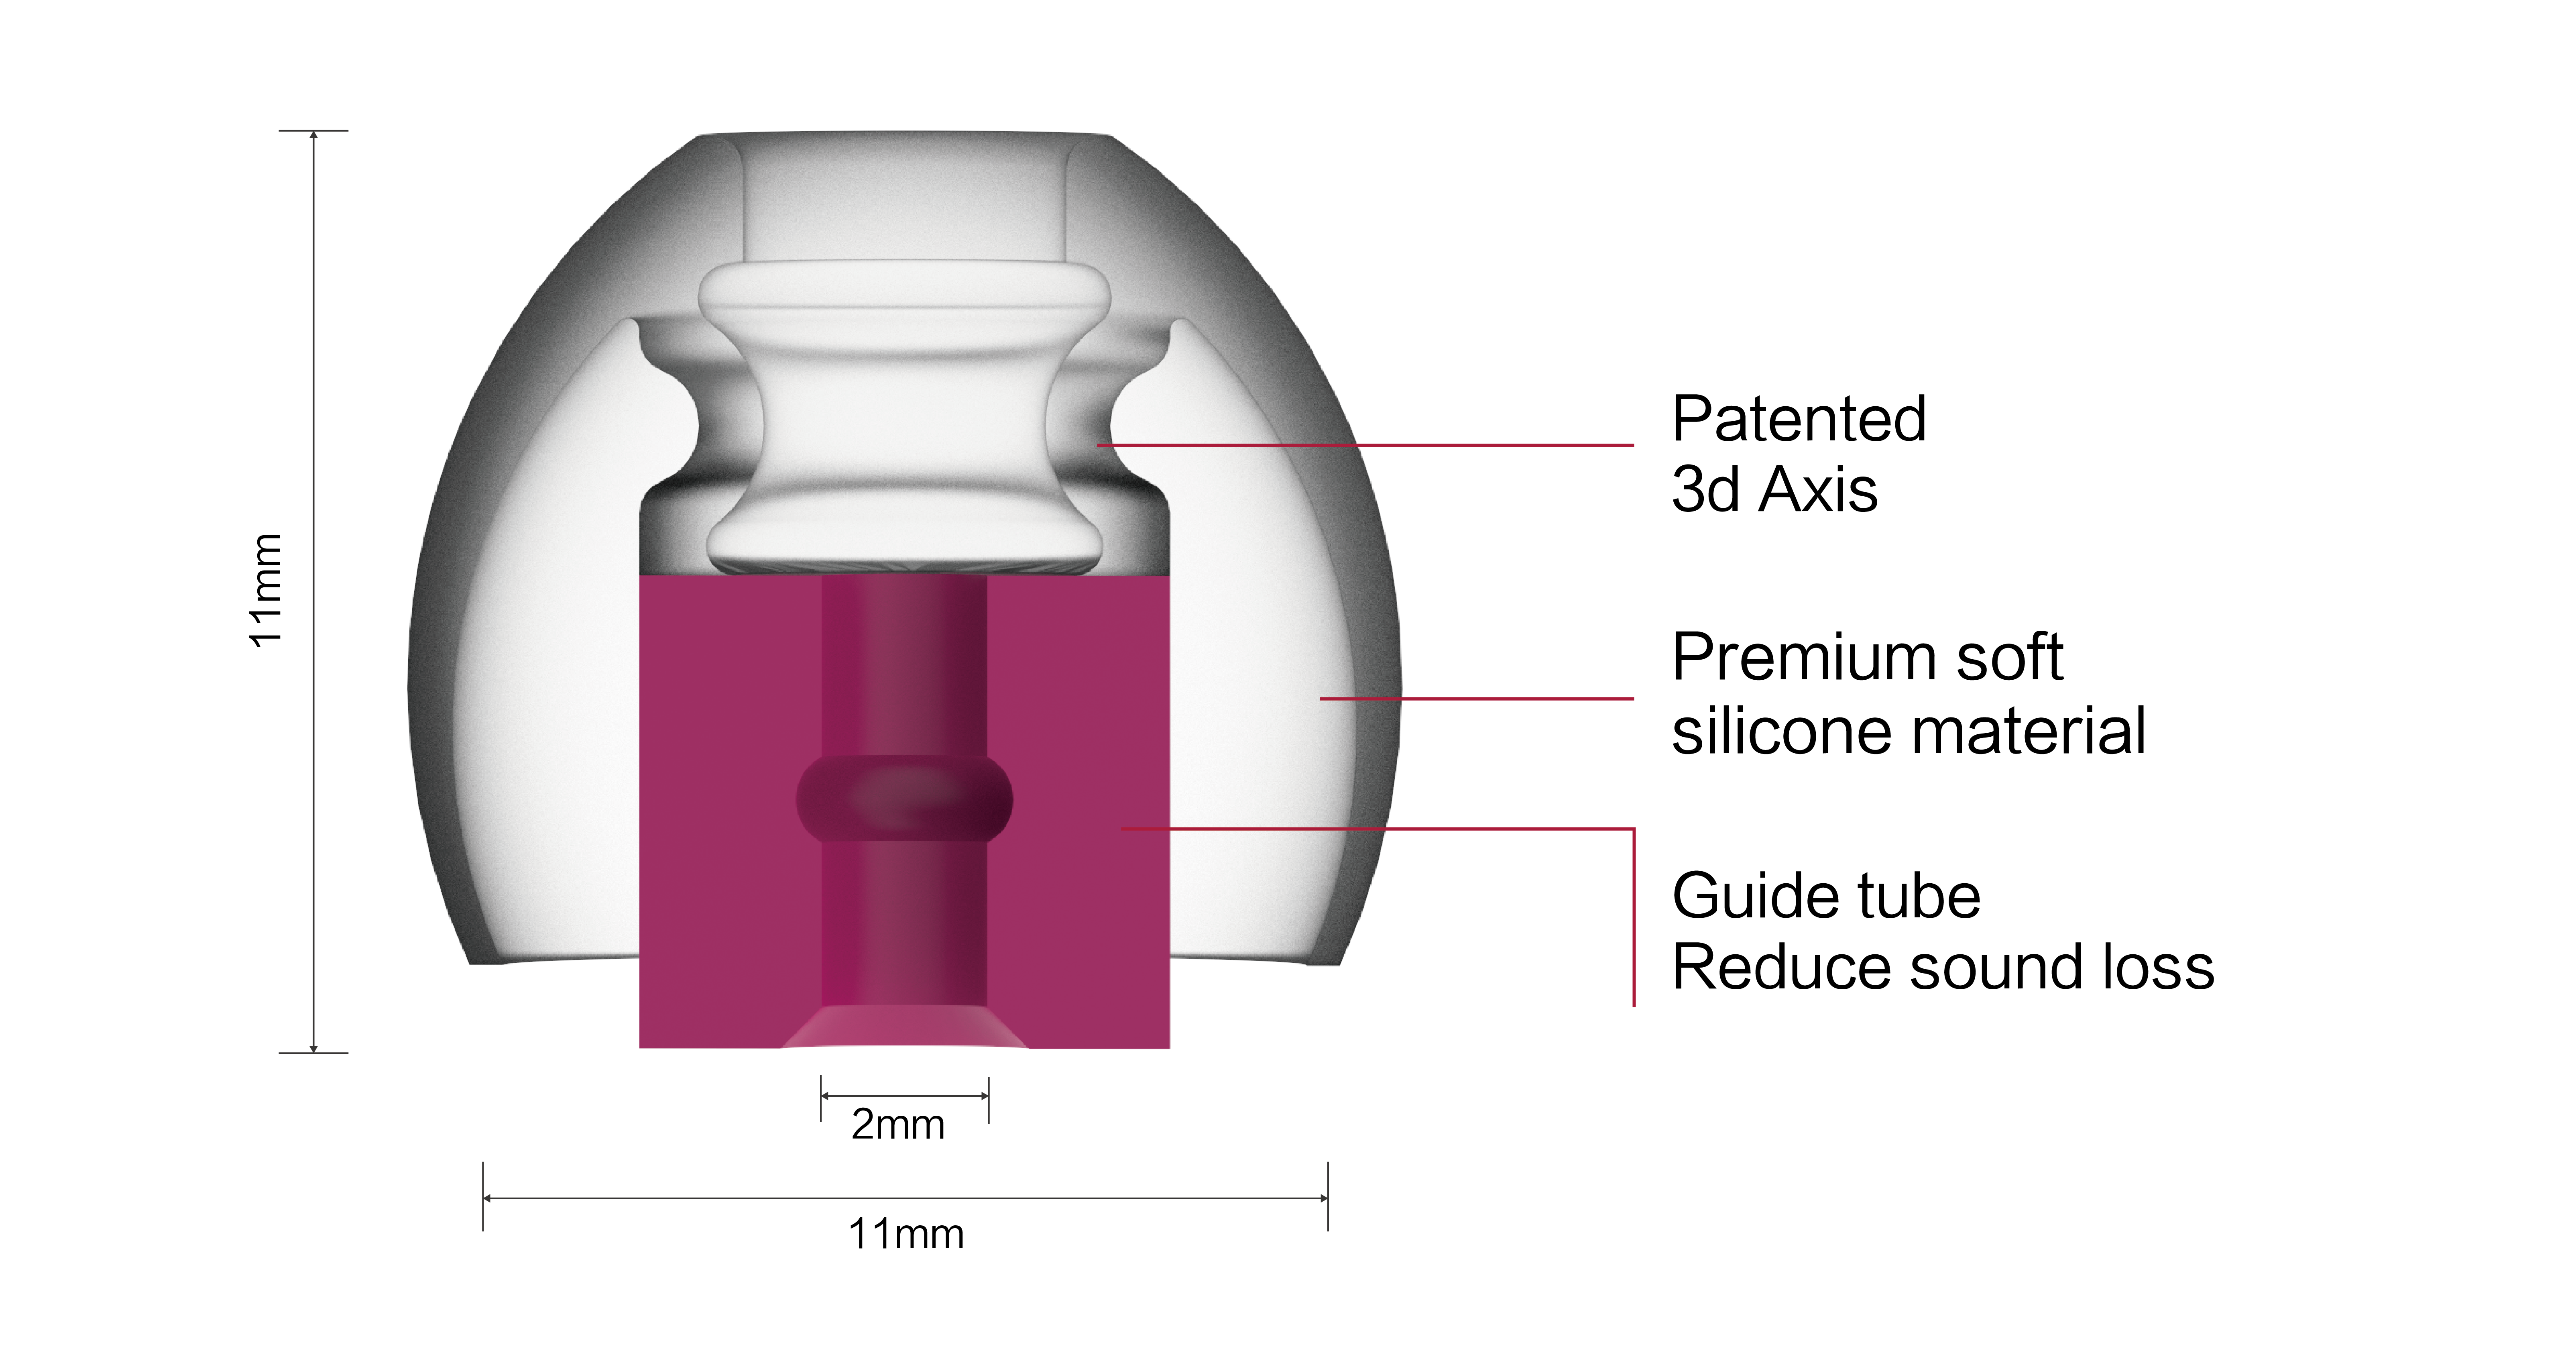 11mm
Patented
3d Axis
Premium soft
silicone material
Guide tube
Reduce sound loss
2mm
11mm